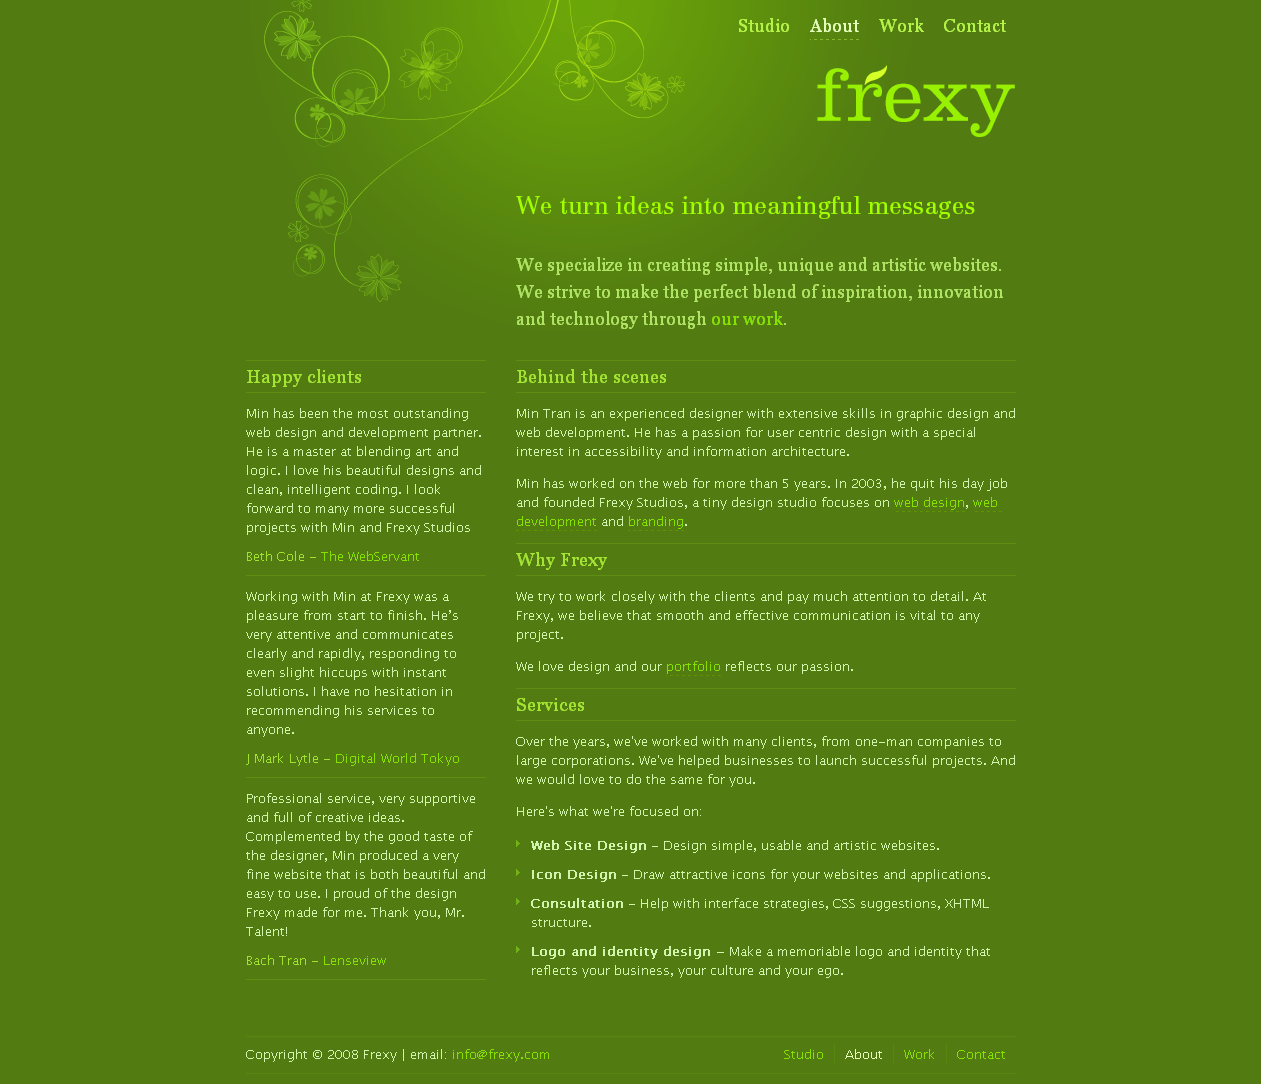 Studio About Work Contact
frexy
We turn ideas into meaningful messages
We specialize in creating simple, unique and artistic websites.
We strive to make the perfect blend of inspiration, innovation
and technology through our work.
Happy clients
Min has been the most outstanding
web design and development partner.
He is a master at blending art and
logic. I love his beautiful designs and
clean, intelligent coding. I look
forward to many more successful
projects with Min and Frexy Studios
Beth Cole – The WebServant
Working with Min at Frexy was a
pleasure from start to finish. He's
very attentive and communicates
clearly and rapidly, responding to
even slight hiccups with instant
solutions. I have no hesitation in
recommending his services to
anyone.
J Mark Lytle – Digital World Tokyo
Professional service, very supportive
and full of creative ideas.
Complemented by the good taste of
the designer, Min produced a very
fine website that is both beautiful and
easy to use. I proud of the design
Frexy made for me. Thank you, Mr.
Talent!
Bach Tran – Lenseview
Behind the scenes
Min Tran is an experienced designer with extensive skills in graphic design and
web development. He has a passion for user centric design with a special
interest in accessibility and information architecture.
Min has worked on the web for more than 5 years. In 2003, he quit his day job
and founded Frexy Studios, a tiny design studio focuses on web design, web
development and branding.
Why Frexy
We try to work closely with the clients and pay much attention to detail. At
Frexy, we believe that smooth and effective communication is vital to any
project.
We love design and our portfolio reflects our passion.
Services
Over the years, we've worked with many clients, from one-man companies to
large corporations. We've helped businesses to launch successful projects. And
we would love to do the same for you.
Here's what we're focused on:
Web Site Design – Design simple, usable and artistic websites.
Icon Design – Draw attractive icons for your websites and applications.
Consultation – Help with interface strategies, CSS suggestions, XHTML
structure.
Logo and identity design – Make a memoriable logo and identity that
reflects your business, your culture and your ego.
Copyright © 2008 Frexy | email: info@frexy.com
Studio About Work Contact